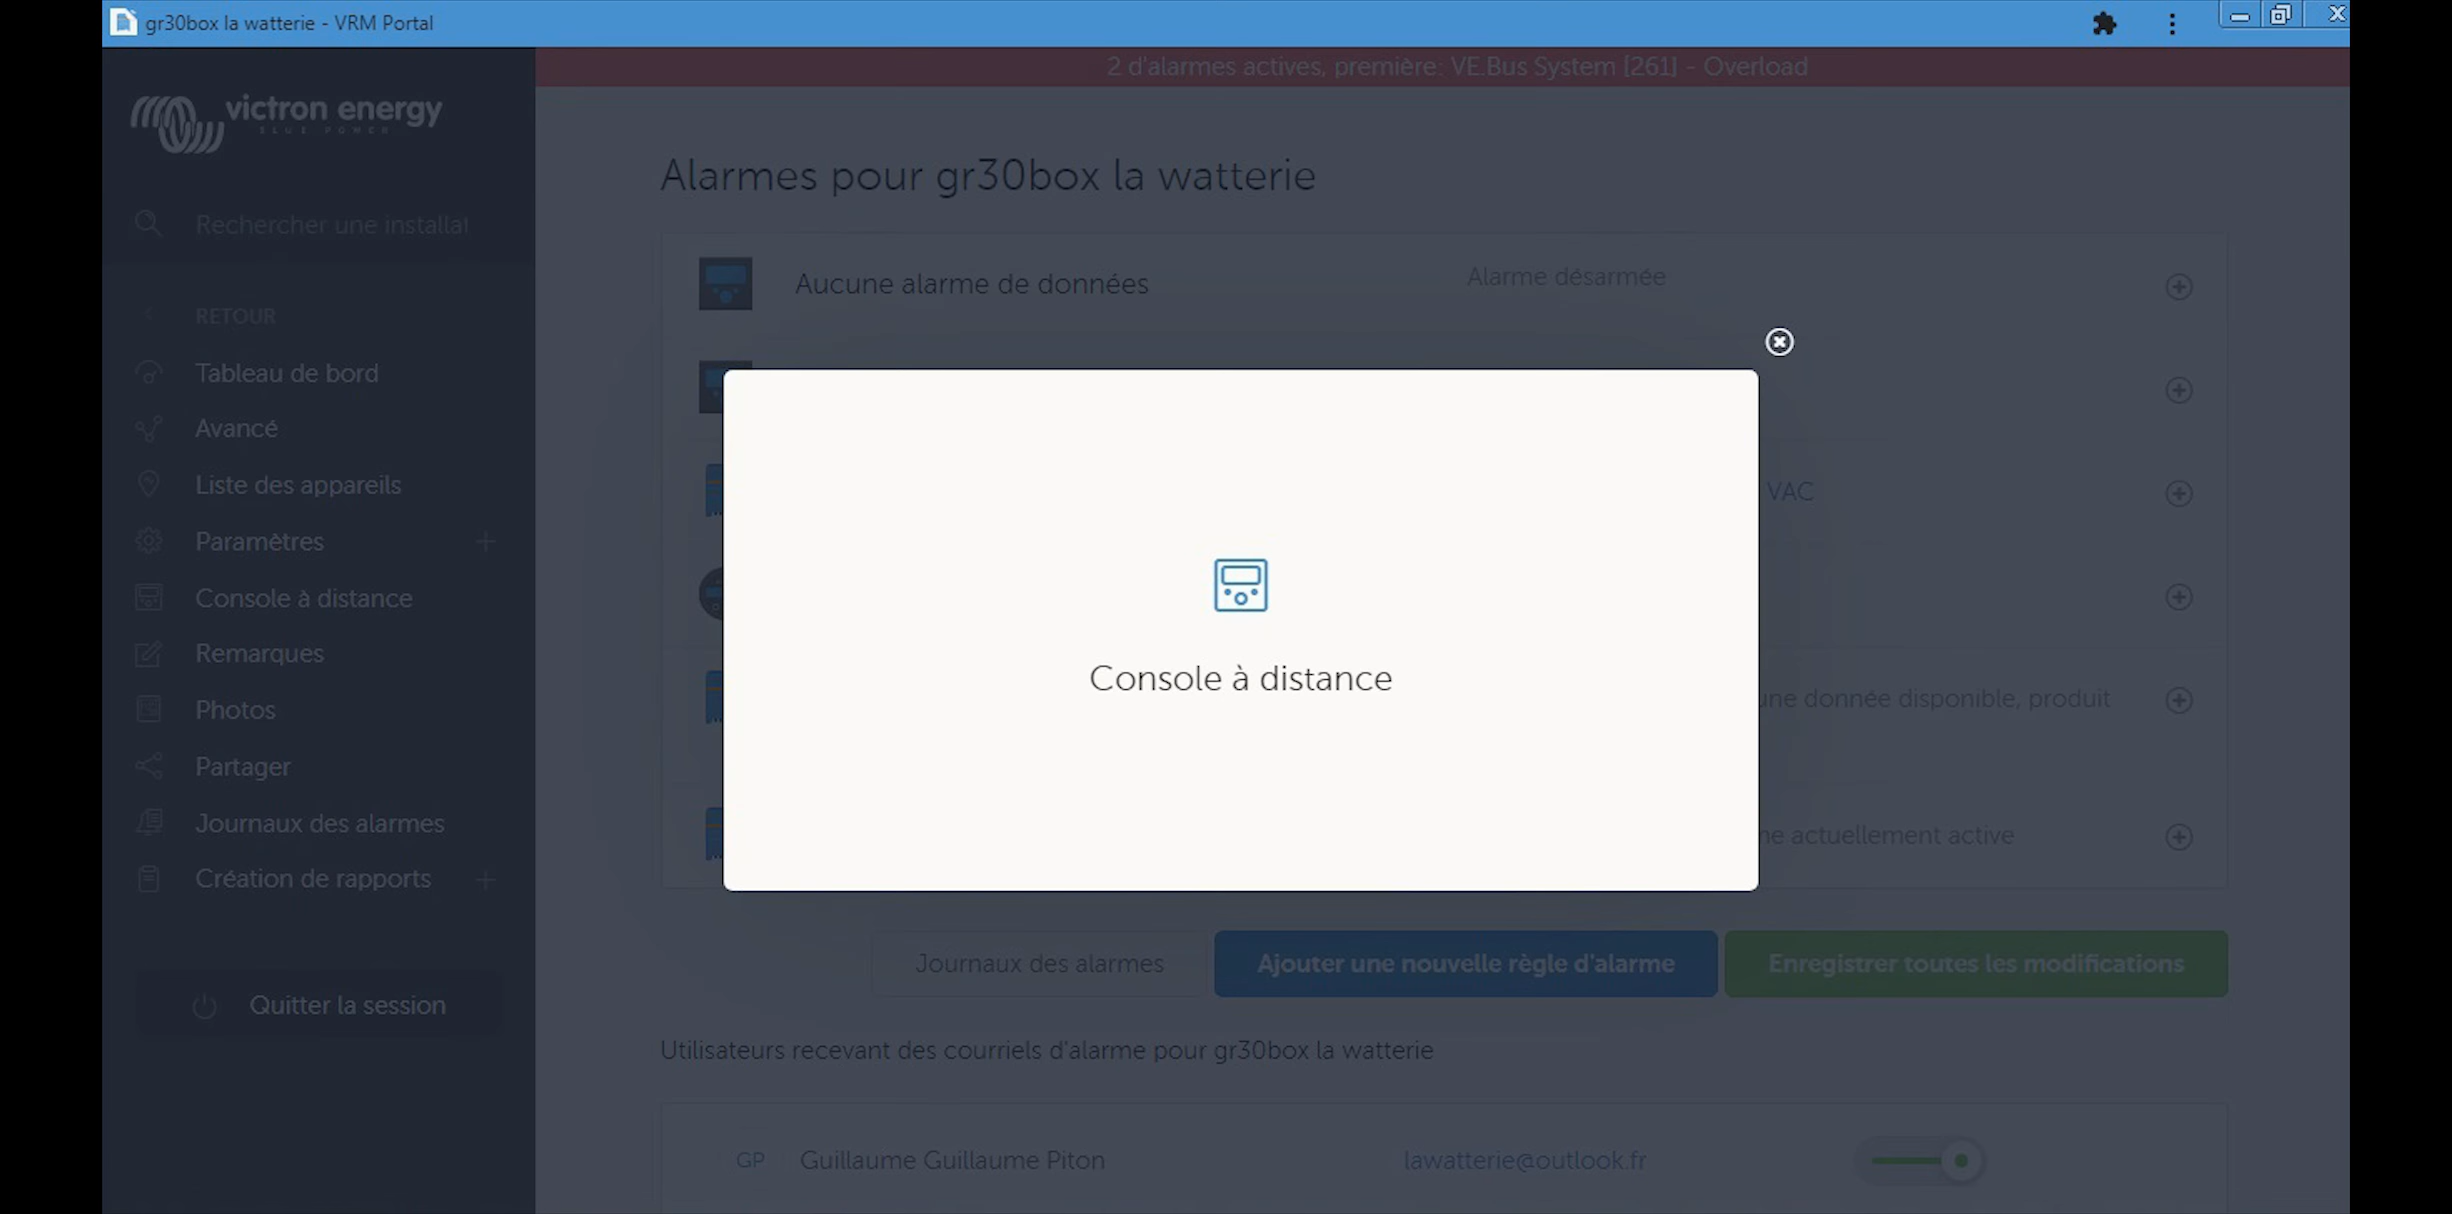 gr30box la watterie - VRM Portal
2 d'alarmes actives, première: VE.Bus System [261] - Overload
victron energy
BLUE POWER
Rechercher une installat
RETOUR
Tableau de bord
Avancé
Liste des appareils
Paramètres
Console à distance
Remarques
Photos
Partager
Journaux des alarmes
Création de rapports
Quitter la session
Alarmes pour gr30box la watterie
Aucune alarme de données
Alarme désarmée
VAC
Console à distance
une donnée disponible, produit
actuellement active
Journaux des alarmes
Ajouter une nouvelle règle d'alarme
Enregistrer toutes les modifications
Utilisateurs recevant des courriels d'alarme pour gr30box la watterie
GP
Guillaume Guillaume Piton
lawatterie@outlook.fr